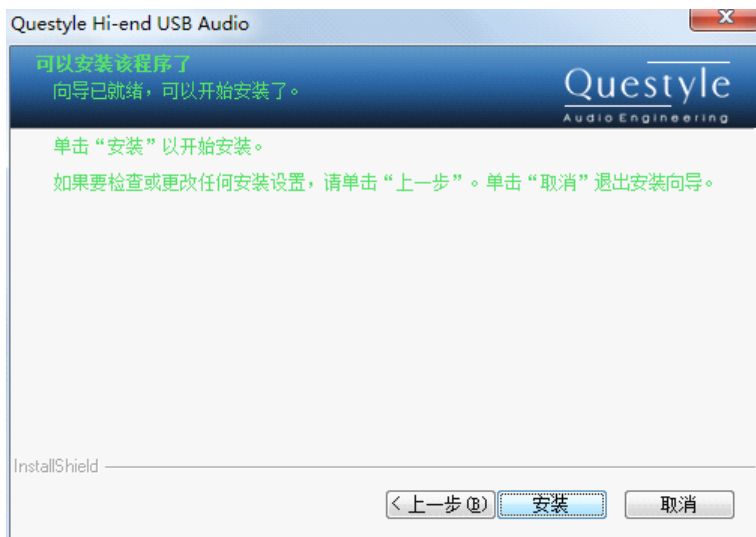 Questyle Hi-end USB Audio
可以安装该程序了
向导已就绪，可以开始安装了。
Questyle
Audio Engineering
单击“安装”以开始安装。
如果要检查或更改任何安装设置，请单击“上一步”。单击“取消”退出安装向导。
InstallShield
< 上一步(B)
安装
取消